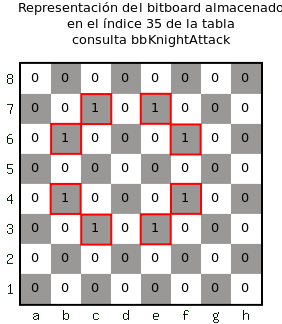 Representación del bitboard almacenado
en el índice 35 de la tabla
consulta bbKnightAttack
8 0 0 0 0 0 0 0 0
7 0 0 1 0 1 0 0 0
6 0 1 0 0 0 1 0 0
5 0 0 0 0 0 0 0 0
4 0 1 0 0 0 1 0 0
3 0 0 1 0 1 0 0 0
2 0 0 0 0 0 0 0 0
1 0 0 0 0 0 0 0 0
a b c d e f g h